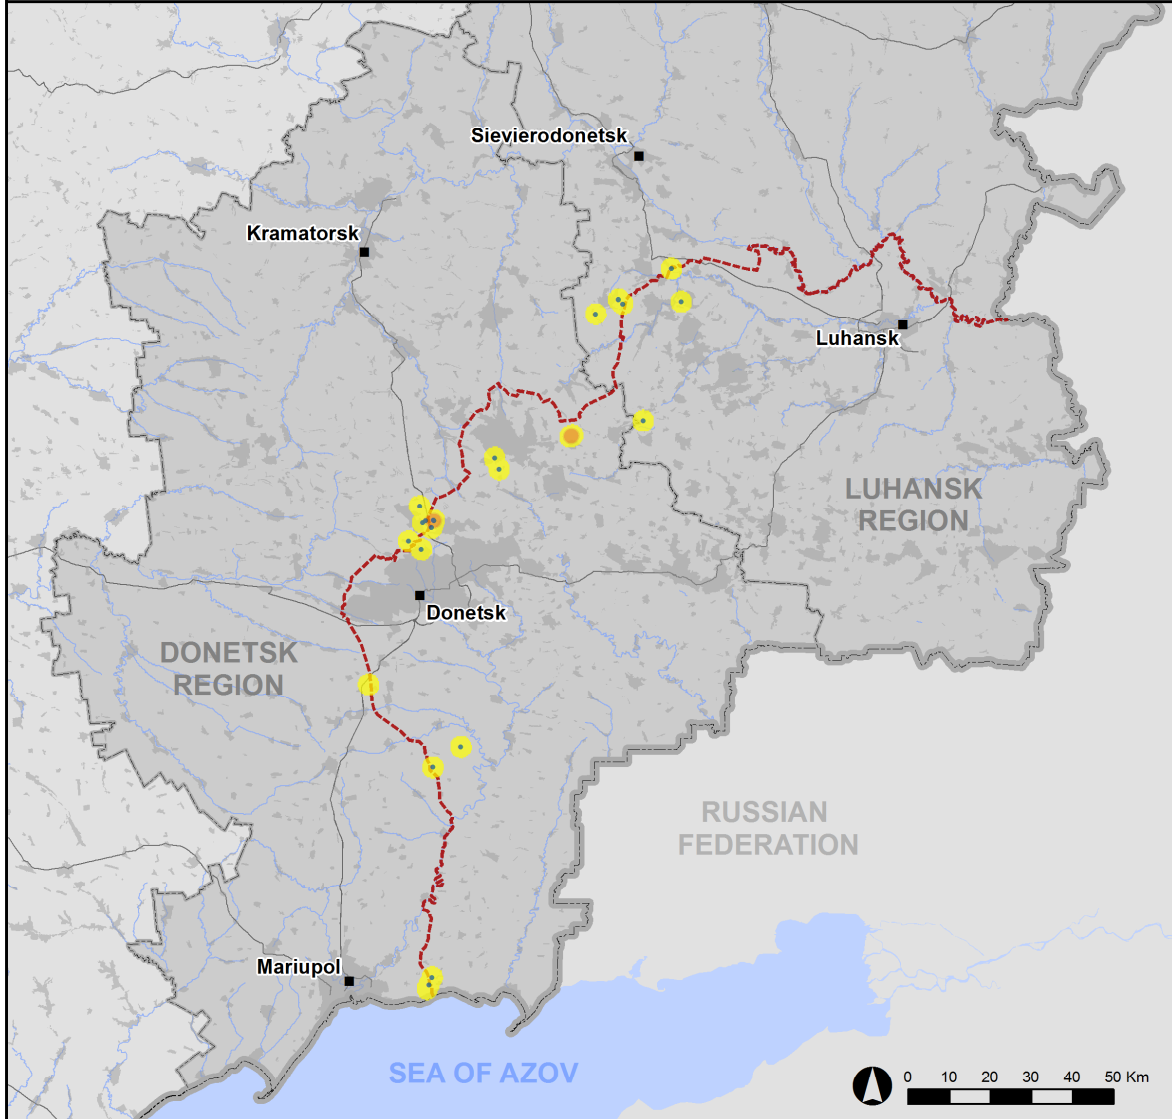 Sievierodonetsk
Kramatorsk
Luhansk
LUHANSK
REGION
Donetsk
DONETSK
REGION
RUSSIAN
FEDERATION
Mariupol
SEA OF AZOV
0 10 20 30 40 50 Km